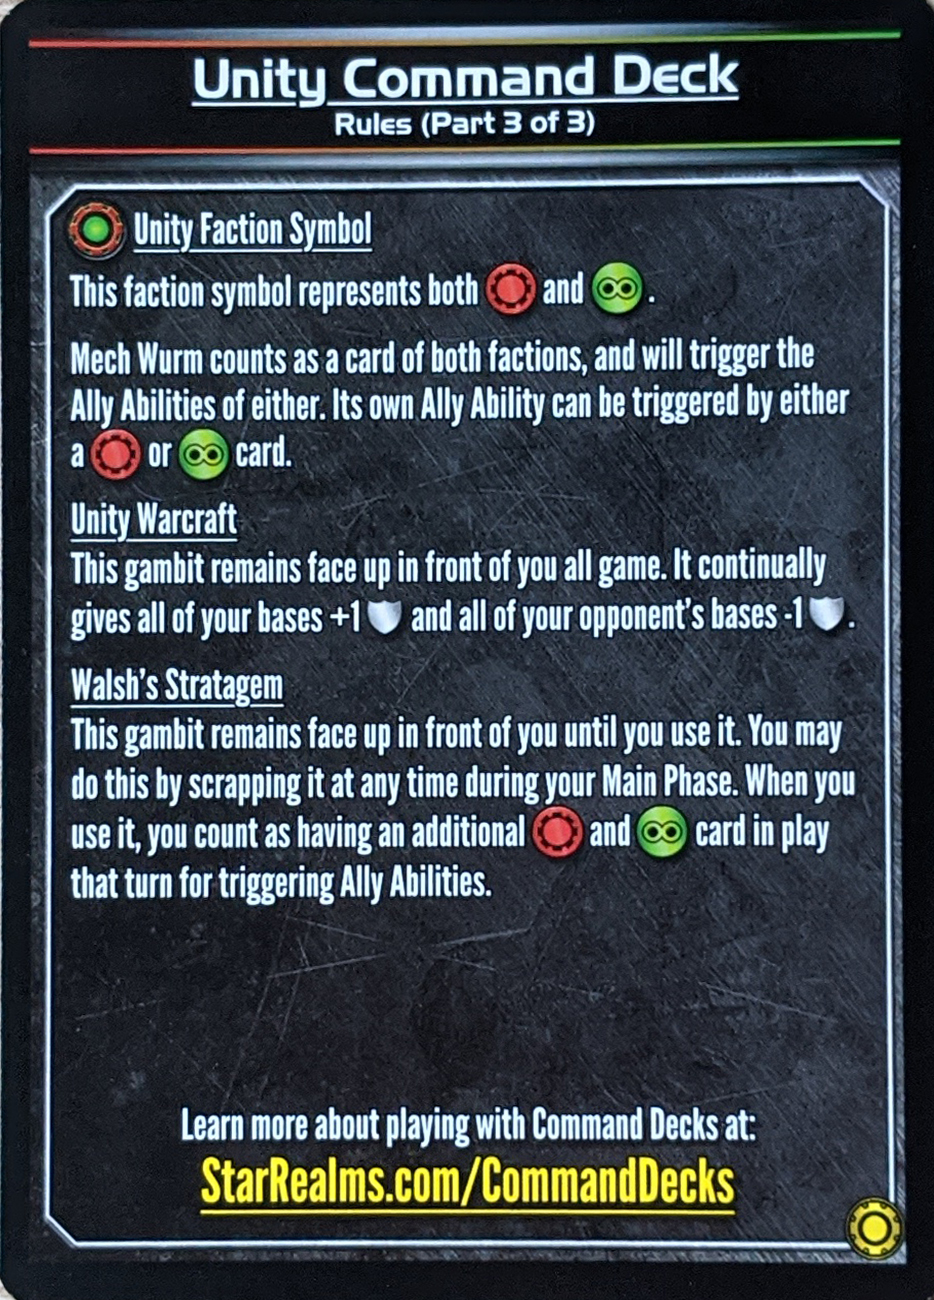 Unity Command Deck
Rules (Part 3 of 3)
Unity Faction Symbol
This faction symbol represents both and .
Mech Wurm counts as a card of both factions, and will trigger the
Ally Abilities of either. Its own Ally Ability can be triggered by either
a or card.
Unity Warcraft
This gambit remains face up in front of you all game. It continually
gives all of your bases +1 and all of your opponent's bases -1 .
Walsh's Stratagem
This gambit remains face up in front of you until you use it. You may
do this by scrapping it at any time during your Main Phase. When you
use it, you count as having an additional and card in play
that turn for triggering Ally Abilities.
Learn more about playing with Command Decks at:
StarRealms.com/CommandDecks